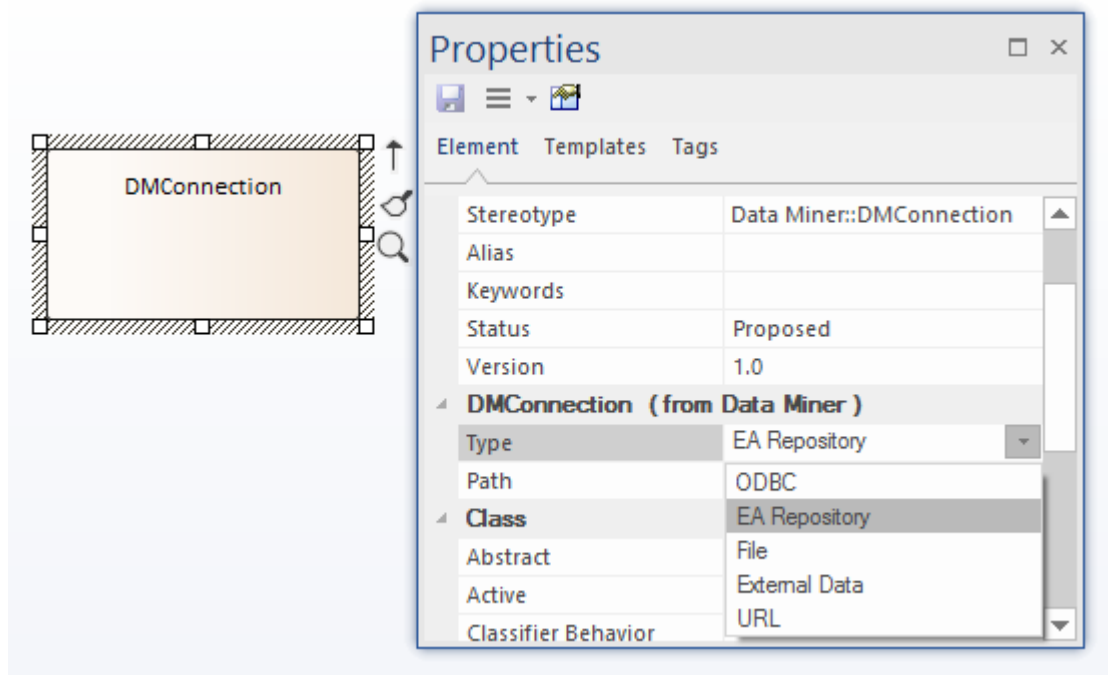 Properties
Element Templates Tags
DMConnection
Stereotype Data Miner::DMConnection
Alias
Keywords
Status Proposed
Version 1.0
DMConnection (from Data Miner )
Type EA Repository
Path
ODBC
Class
EA Repository
Abstract
File
Active
External Data
Classifier Behavior
URL